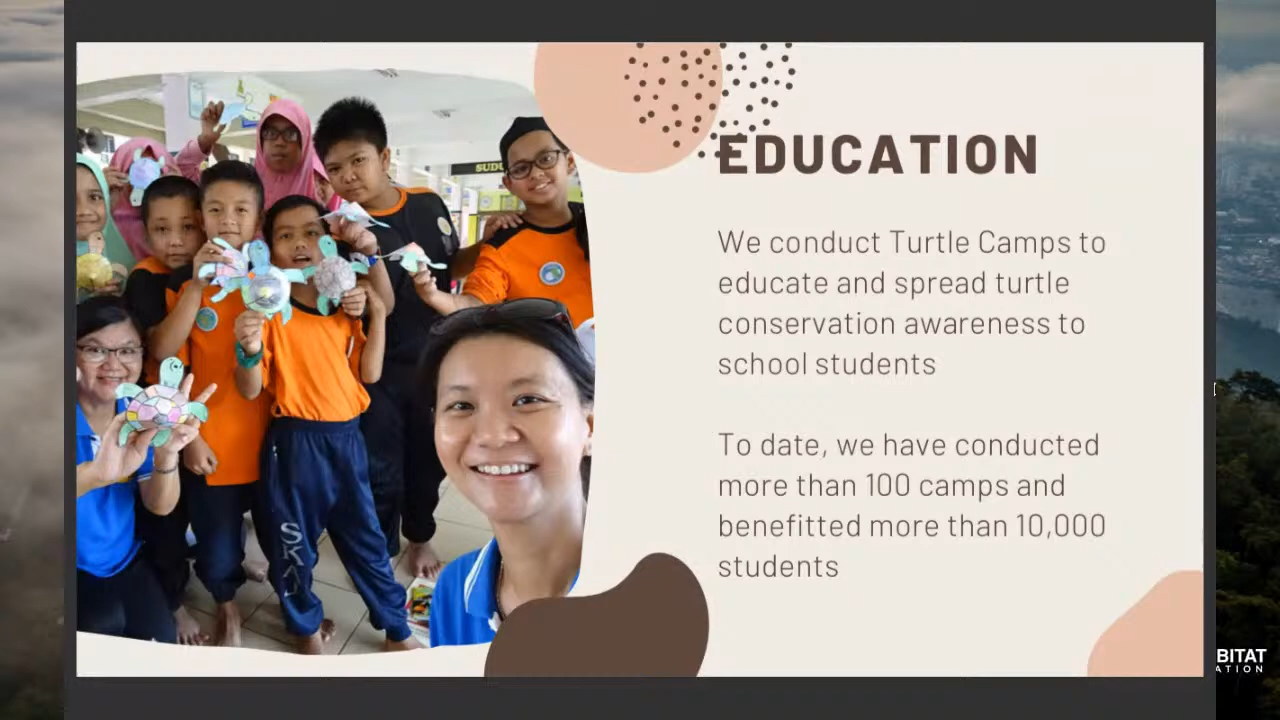 EDUCATION
We conduct Turtle Camps to
educate and spread turtle
conservation awareness to
school students
To date, we have conducted
more than 100 camps and
benefitted more than 10,000
students
SUDU
BITAT
ATION